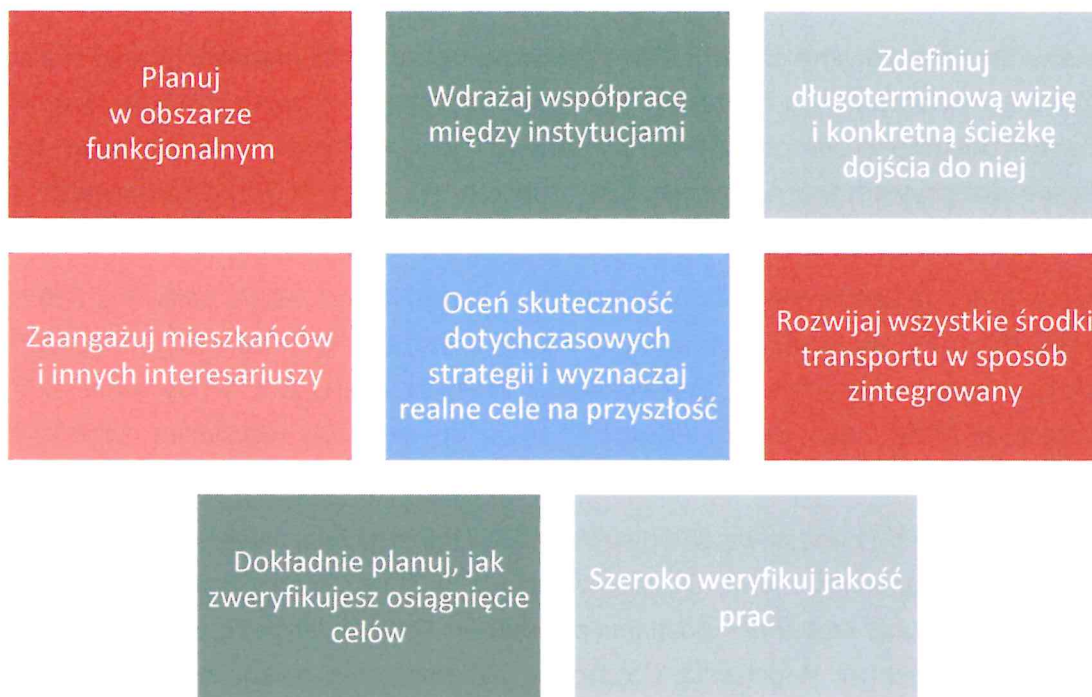 Planuj
w obszarze
funkcjonalnym
Wdrażaj współpracę
między instytucjami
Zdefiniuj
długoterminową wizję
i konkretną ścieżkę
dojścia do niej
Zaangażuj mieszkańców
i innych interesariuszy
Oceń skuteczność
dotychczasowych
strategii i wyznaczaj
realne cele na przyszłość
Rozwijaj wszystkie środki
transportu w sposób
zintegrowany
Dokładnie planuj, jak
zweryfikujesz osiągnięcie
celów
Szeroko weryfikuj jakość
prac